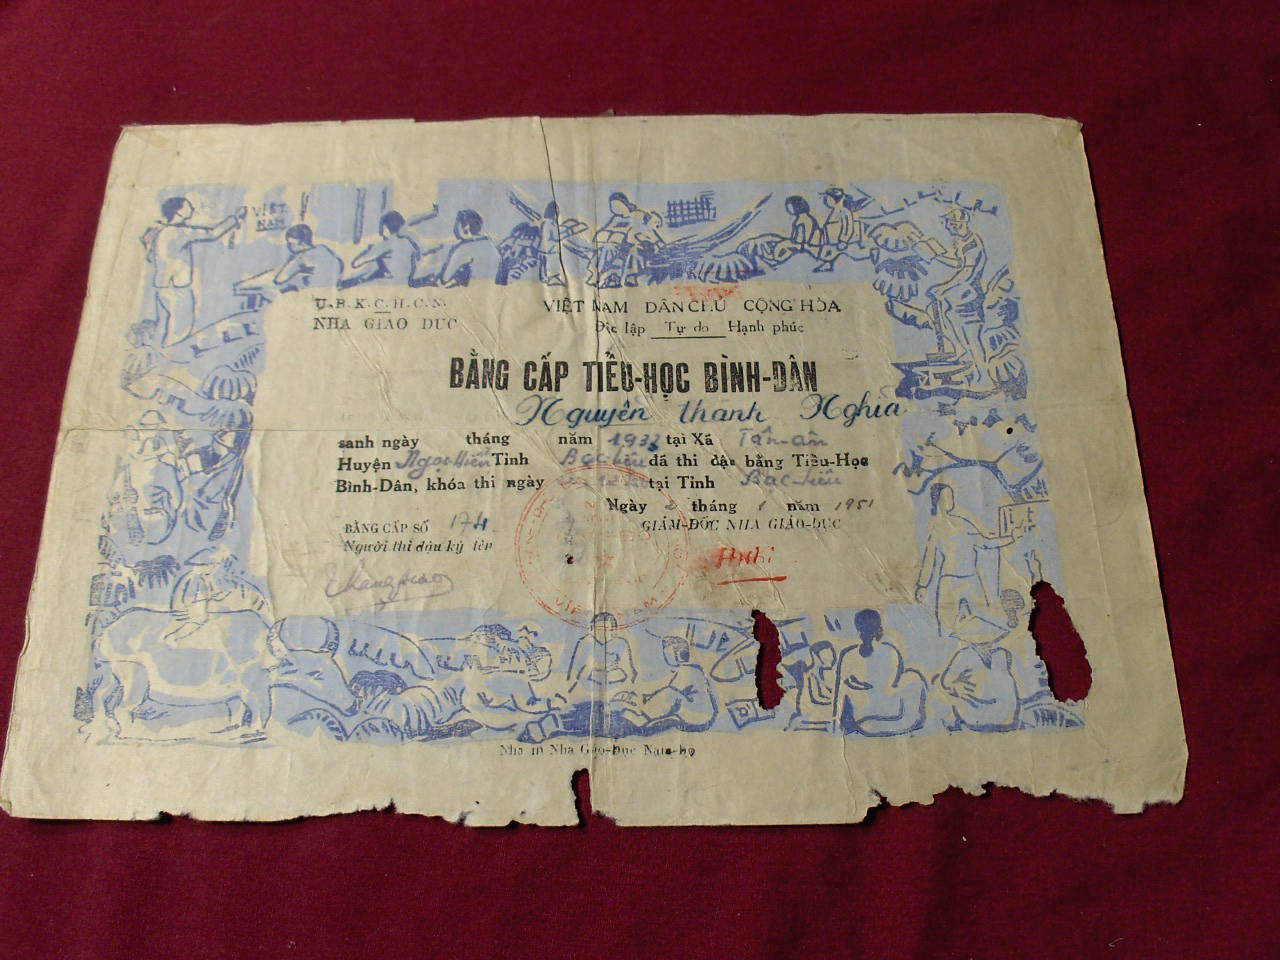 VIỆT NAM
U.B.K.C.H.C.N.
NHA GIÁO DỤC
VIỆT NAM DÂN CHỦ CỘNG HÒA
Độc lập Tự do Hạnh phúc
BẰNG CẤP TIỂU-HỌC BÌNH-DÂN
Nguyễn thành Nghĩa
sanh ngày tháng năm 1932 tại Xã Tân-ân
Huyện Ngọc-Hiển Tỉnh Bạc-liêu đã thi đậu bằng Tiểu-Học
Bình-Dân, khóa thi ngày tại Tỉnh Bạc-liêu
Ngày 2 tháng 1 năm 1951
BẰNG CẤP SỐ 174
GIÁM-ĐỐC NHA GIÁO-DỤC
Người thi đậu ký tên
VIỆT NAM
Nhà in Nha Giáo-Dục Nam-bộ